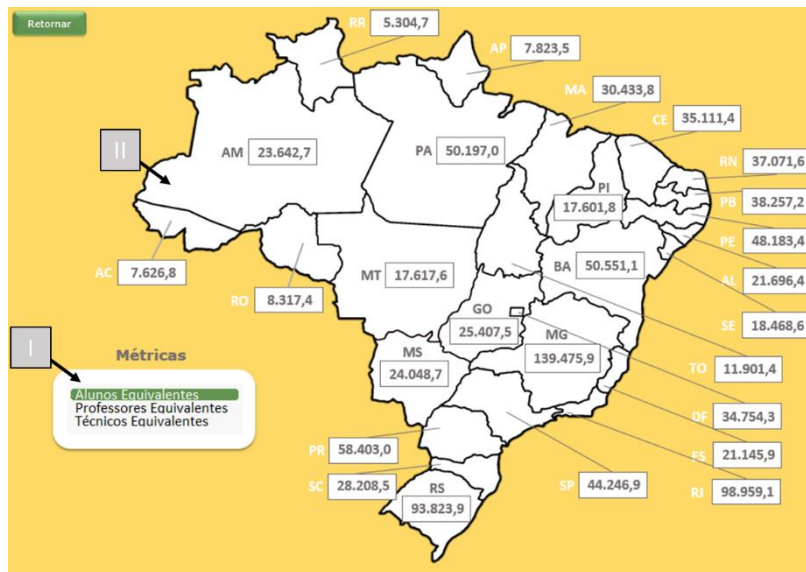 Retornar
RR 5.304,7
AP 7.823,5
MA 30.433,8
CE 35.111,4
II
AM 23.642,7
PA 50.197,0
RN 37.071,6
PI
17.601,8
PB 38.257,2
PE 48.183,4
AC 7.626,8
MT 17.617,6
BA 50.551,1
AL 21.696,4
RO 8.317,4
GO
25.407,5
SE 18.468,6
I
Métricas
MS
24.048,7
MG
139.475,9
TO 11.901,4
Alunos Equivalentes
Professores Equivalentes
Técnicos Equivalentes
DF 34.754,3
PR 58.403,0
ES 21.145,9
SC 28.208,5
RS
93.823,9
SP 44.246,9
RJ 98.959,1